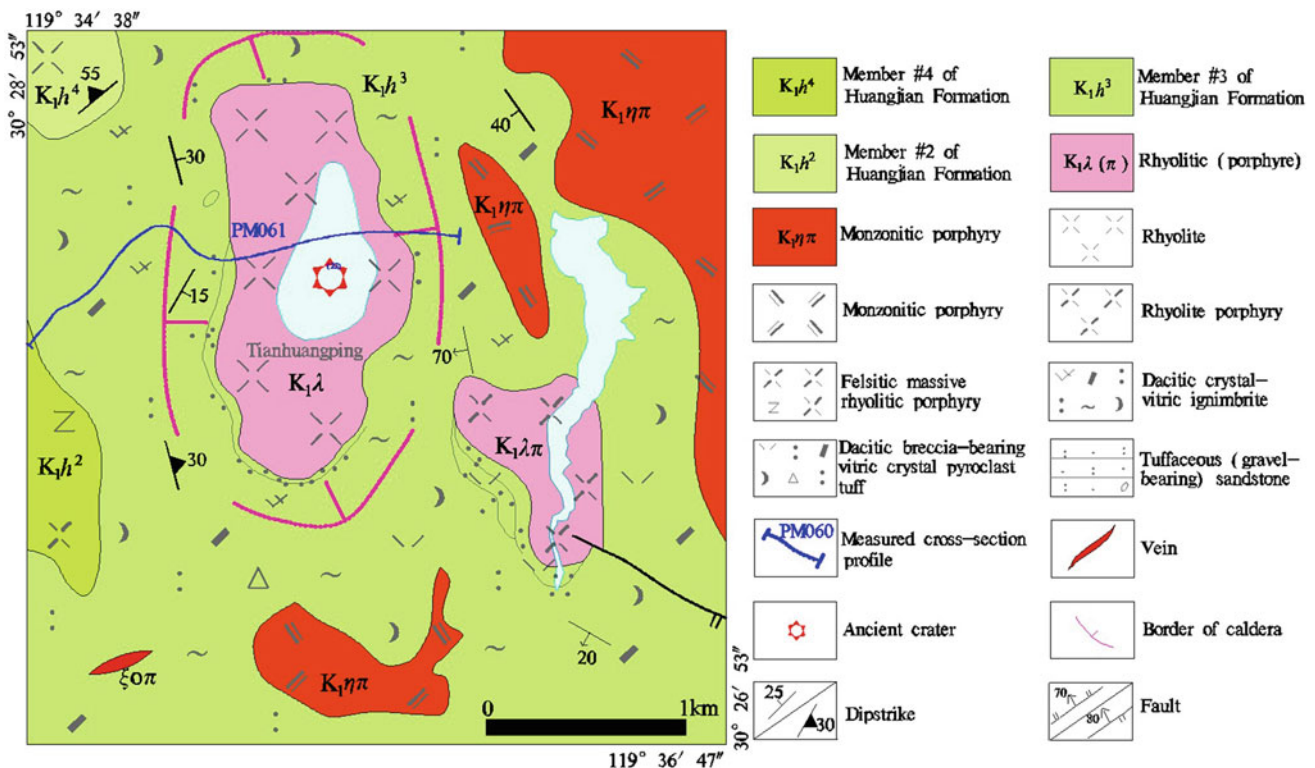 119° 34′ 38″
30° 28′ 53″
K₁h⁴
55
K₁h³
40
K₁ηπ
30
K₁ηπ
PM061
15
Tianhuangping
70
K₁λ
K₁h²
30
K₁λπ
20
ξοπ
K₁ηπ
0
1km
30° 26′ 53″
119° 36′ 47″
K₁h⁴
Member #4 of
Huangjian Formation
K₁h³
Member #3 of
Huangjian Formation
K₁h²
Member #2 of
Huangjian Formation
K₁λ (π)
Rhyolitic (porphyre)
K₁ηπ
Monzonitic porphyry
Rhyolite
Monzonitic porphyry
Rhyolite porphyry
Felsitic massive
rhyolitic porphyry
Dacitic crystal-
vitric ignimbrite
Dacitic breccia-bearing
vitric crystal pyroclast
tuff
Tuffaceous (gravel-
bearing) sandstone
PM060
Measured cross-section
profile
Vein
Ancient crater
Border of caldera
25
30
Dipstrike
70
80
Fault